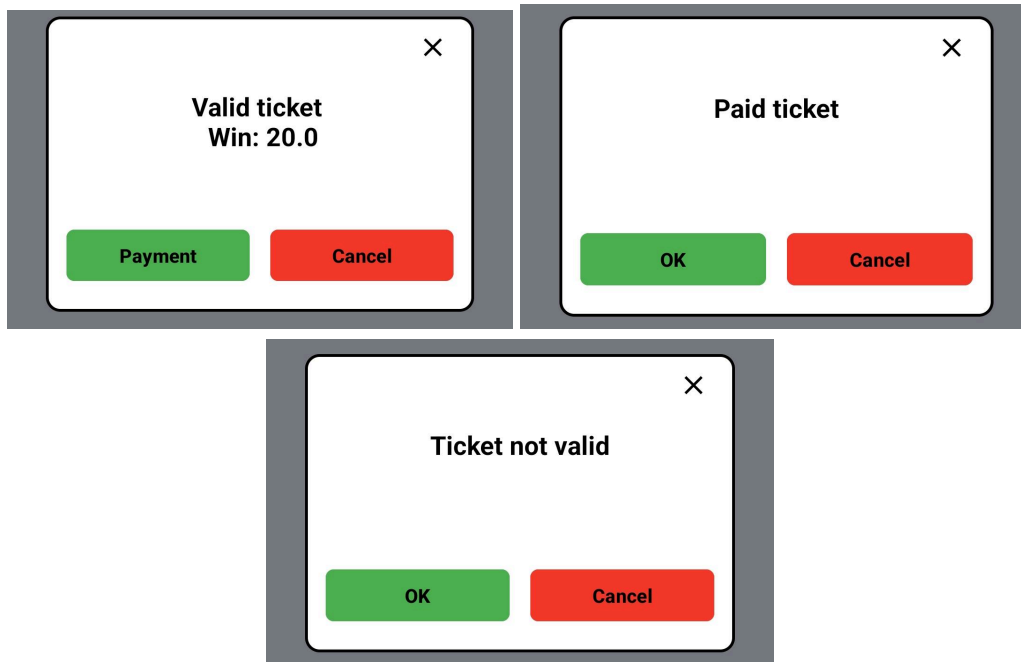 Valid ticket
Win: 20.0
Payment
Cancel
Paid ticket
OK
Cancel
Ticket not valid
OK
Cancel